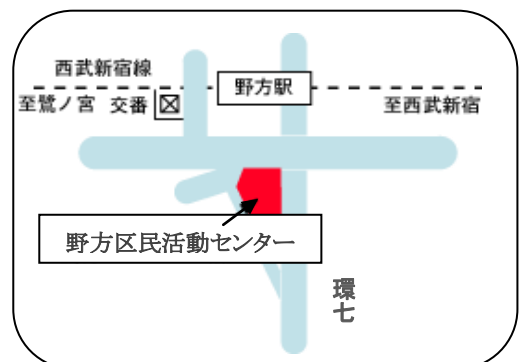 西武新宿線
野方駅
至鷺ノ宮
交番
至西武新宿
野方区民活動センター
環七